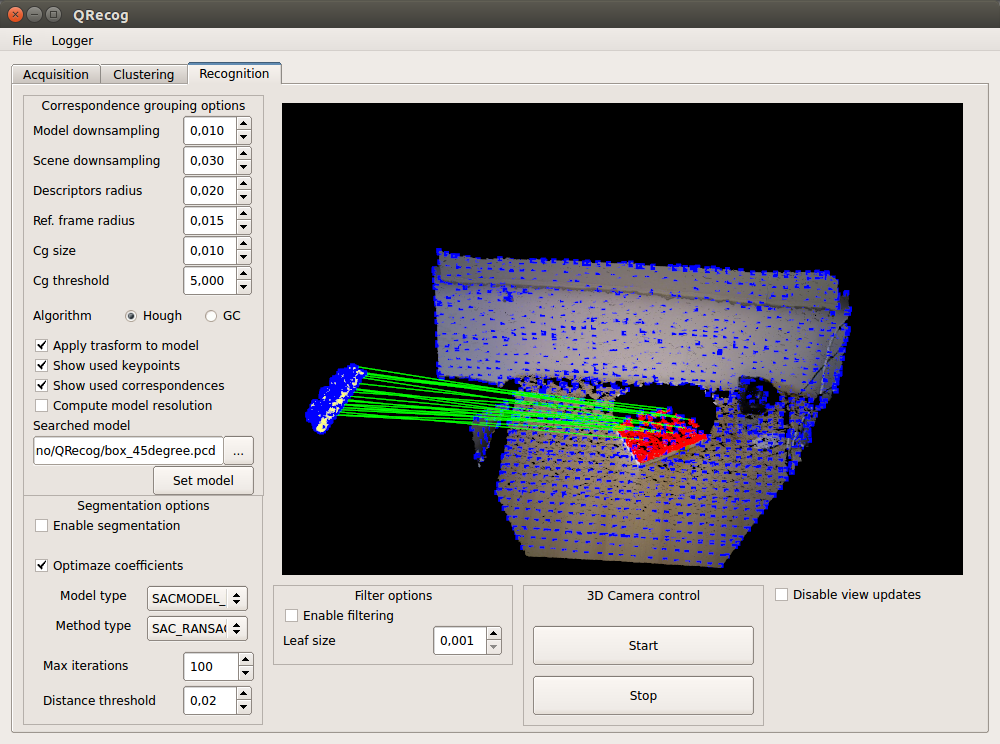 QRecog
File Logger
Acquisition Clustering Recognition
Correspondence grouping options
Model downsampling 0,010
Scene downsampling 0,030
Descriptors radius 0,020
Ref. frame radius 0,015
Cg size 0,010
Cg threshold 5,000
Algorithm Hough GC
Apply trasform to model
Show used keypoints
Show used correspondences
Compute model resolution
Searched model
no/QRecog/box_45degree.pcd ...
Set model
Segmentation options
Enable segmentation
Optimaze coefficients
Model type SACMODEL_
Method type SAC_RANSA
Max iterations 100
Distance threshold 0,02
Filter options
Enable filtering
Leaf size 0,001
3D Camera control
Start
Stop
Disable view updates